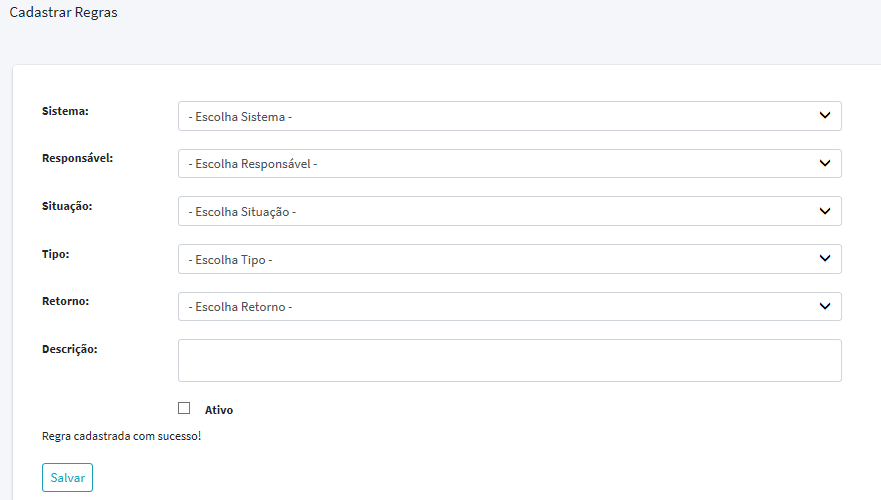 Cadastrar Regras
Sistema: - Escolha Sistema -
Responsável: - Escolha Responsável -
Situação: - Escolha Situação -
Tipo: - Escolha Tipo -
Retorno: - Escolha Retorno -
Descrição:
Ativo
Regra cadastrada com sucesso!
Salvar